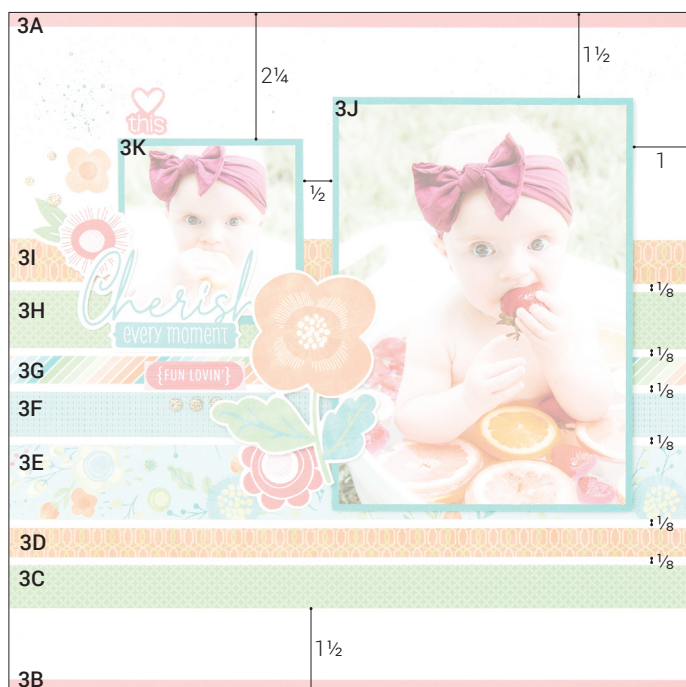 3A
2¼
1½
this
3J
3K
½
1
3I
⅛
Cherish
3H
every moment
⅛
3G
{FUN LOVIN'}
⅛
3F
⅛
3E
⅛
3D
⅛
3C
1½
3B